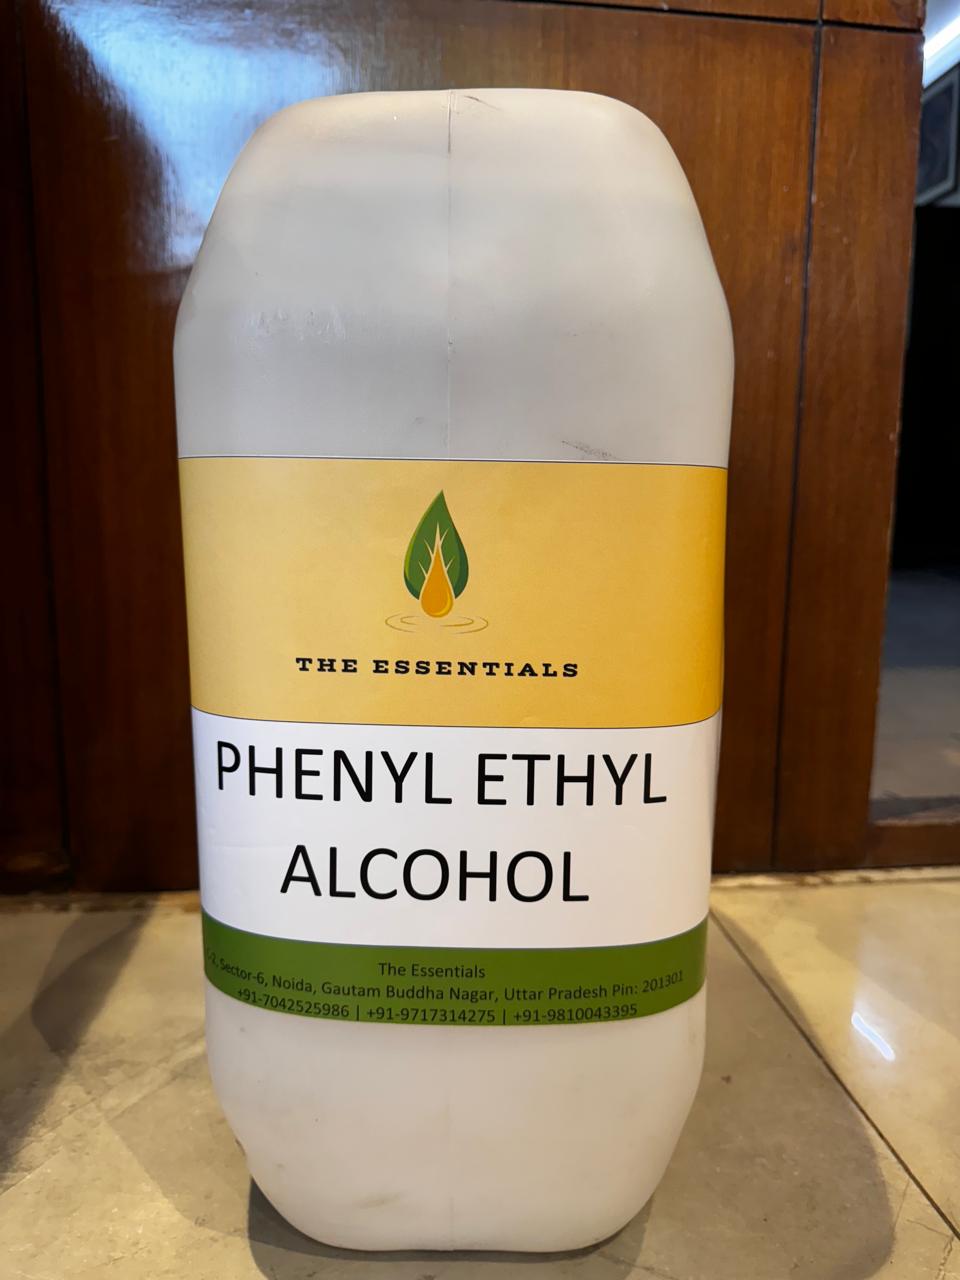 THE ESSENTIALS
PHENYL ETHYL
ALCOHOL
The Essentials
Sector-6, Noida, Gautam Buddha Nagar, Uttar Pradesh Pin: 201301
+91-7042525986 | +91-9717314275 | +91-9810043395